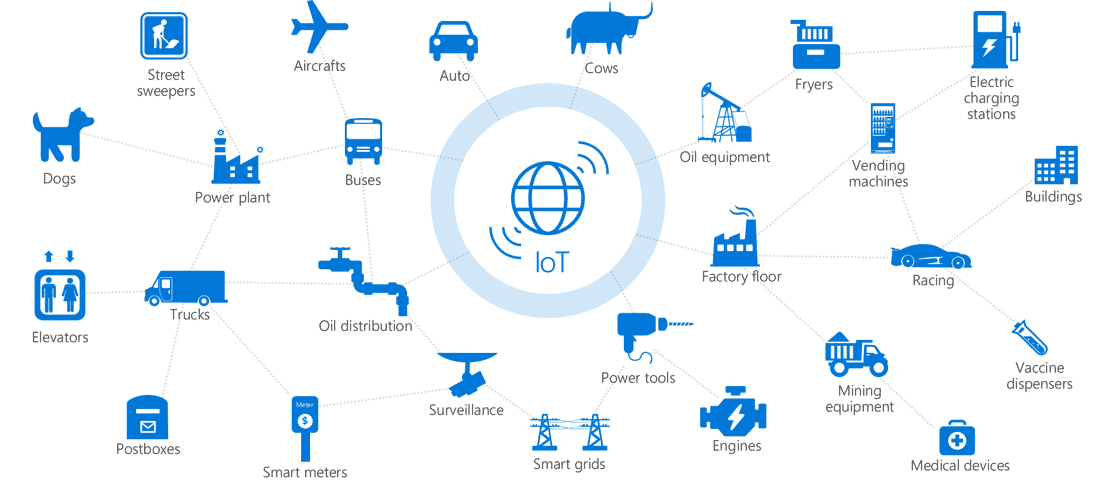 Street
sweepers
Aircrafts
Auto
Cows
Fryers
Electric
charging
stations
Dogs
Power plant
Buses
Oil equipment
Vending
machines
Buildings
IoT
Elevators
Trucks
Oil distribution
Factory floor
Racing
Power tools
Vaccine
dispensers
Mining
equipment
Postboxes
Meter
$
Smart meters
Surveillance
Smart grids
Engines
Medical devices